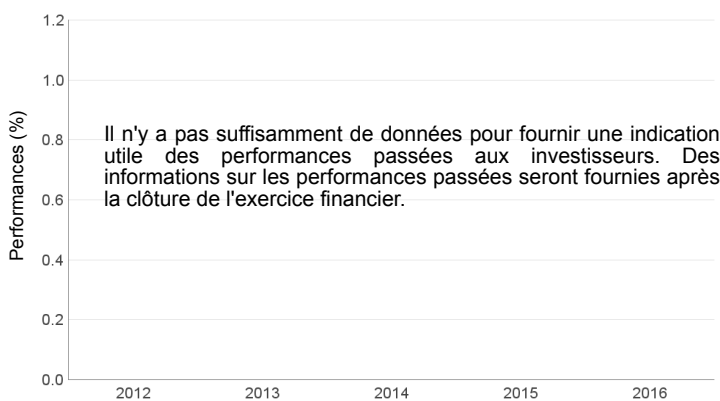 1.2
1.0
Performances (%)
0.8
Il n'y a pas suffisamment de données pour fournir une indication
utile des performances passées aux investisseurs. Des
informations sur les performances passées seront fournies après
la clôture de l'exercice financier.
0.6
0.4
0.2
0.0
2012 2013 2014 2015 2016